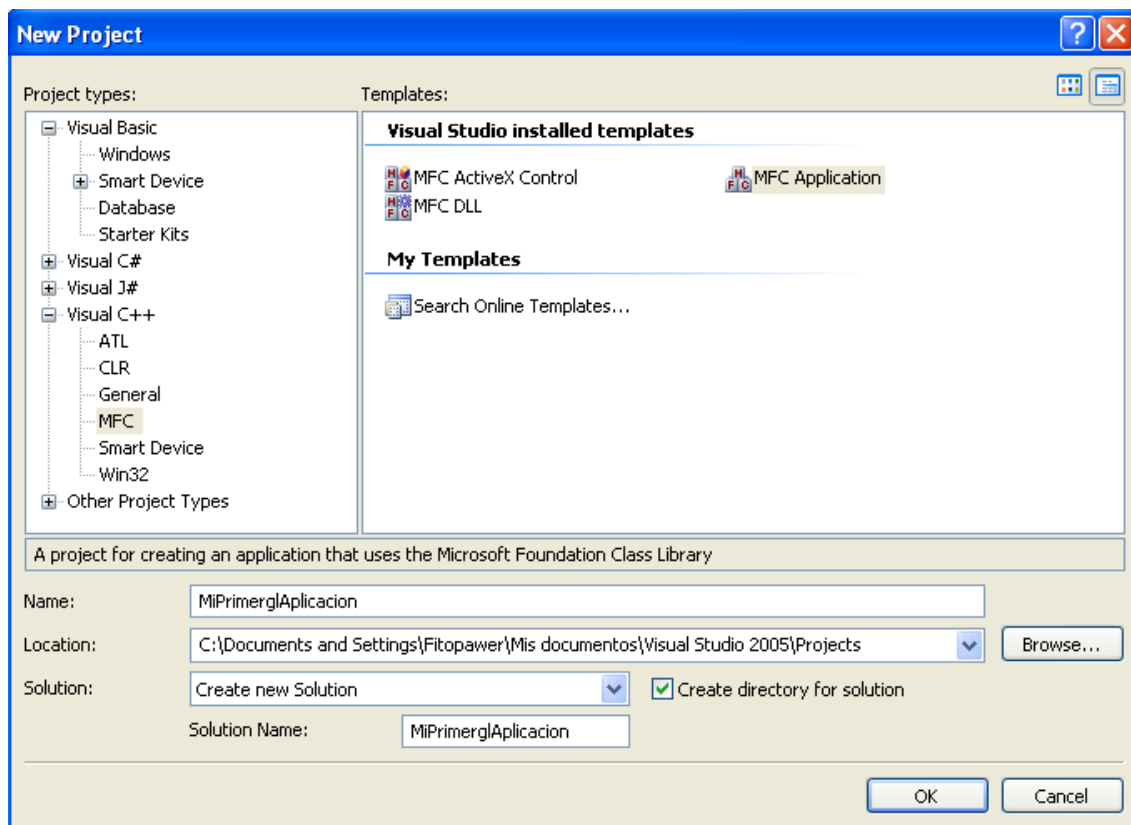 New Project
Project types:
Templates:
Visual Basic
Windows
Smart Device
Database
Starter Kits
Visual C#
Visual J#
Visual C++
ATL
CLR
General
MFC
Smart Device
Win32
Other Project Types
Visual Studio installed templates
MFC ActiveX Control
MFC Application
MFC DLL
My Templates
Search Online Templates...
A project for creating an application that uses the Microsoft Foundation Class Library
Name:
MiPrimerglAplicacion
Location:
C:\Documents and Settings\Fitopawer\Mis documentos\Visual Studio 2005\Projects
Browse...
Solution:
Create new Solution
Create directory for solution
Solution Name:
MiPrimerglAplicacion
OK
Cancel